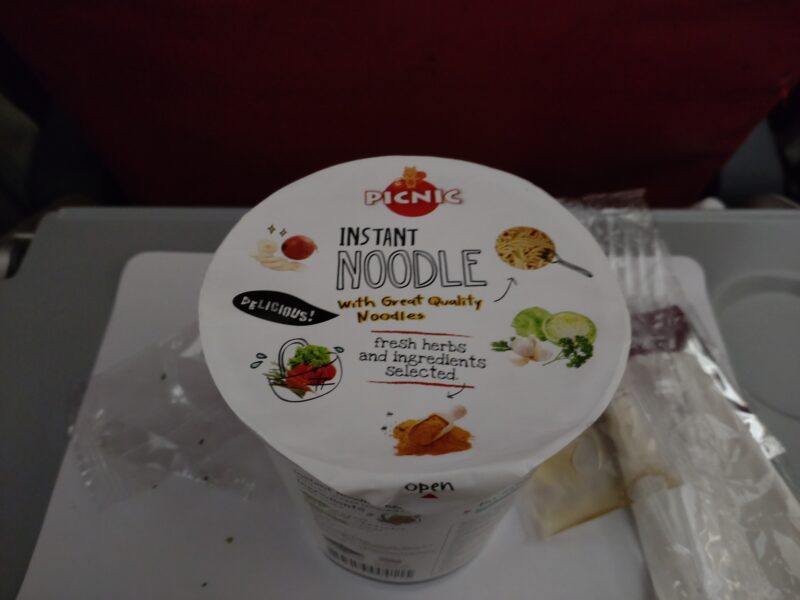 PICNIC
INSTANT
NOODLE
DELICIOUS!
with Great Quality
Noodles
fresh herbs
and ingredients
selected.
open